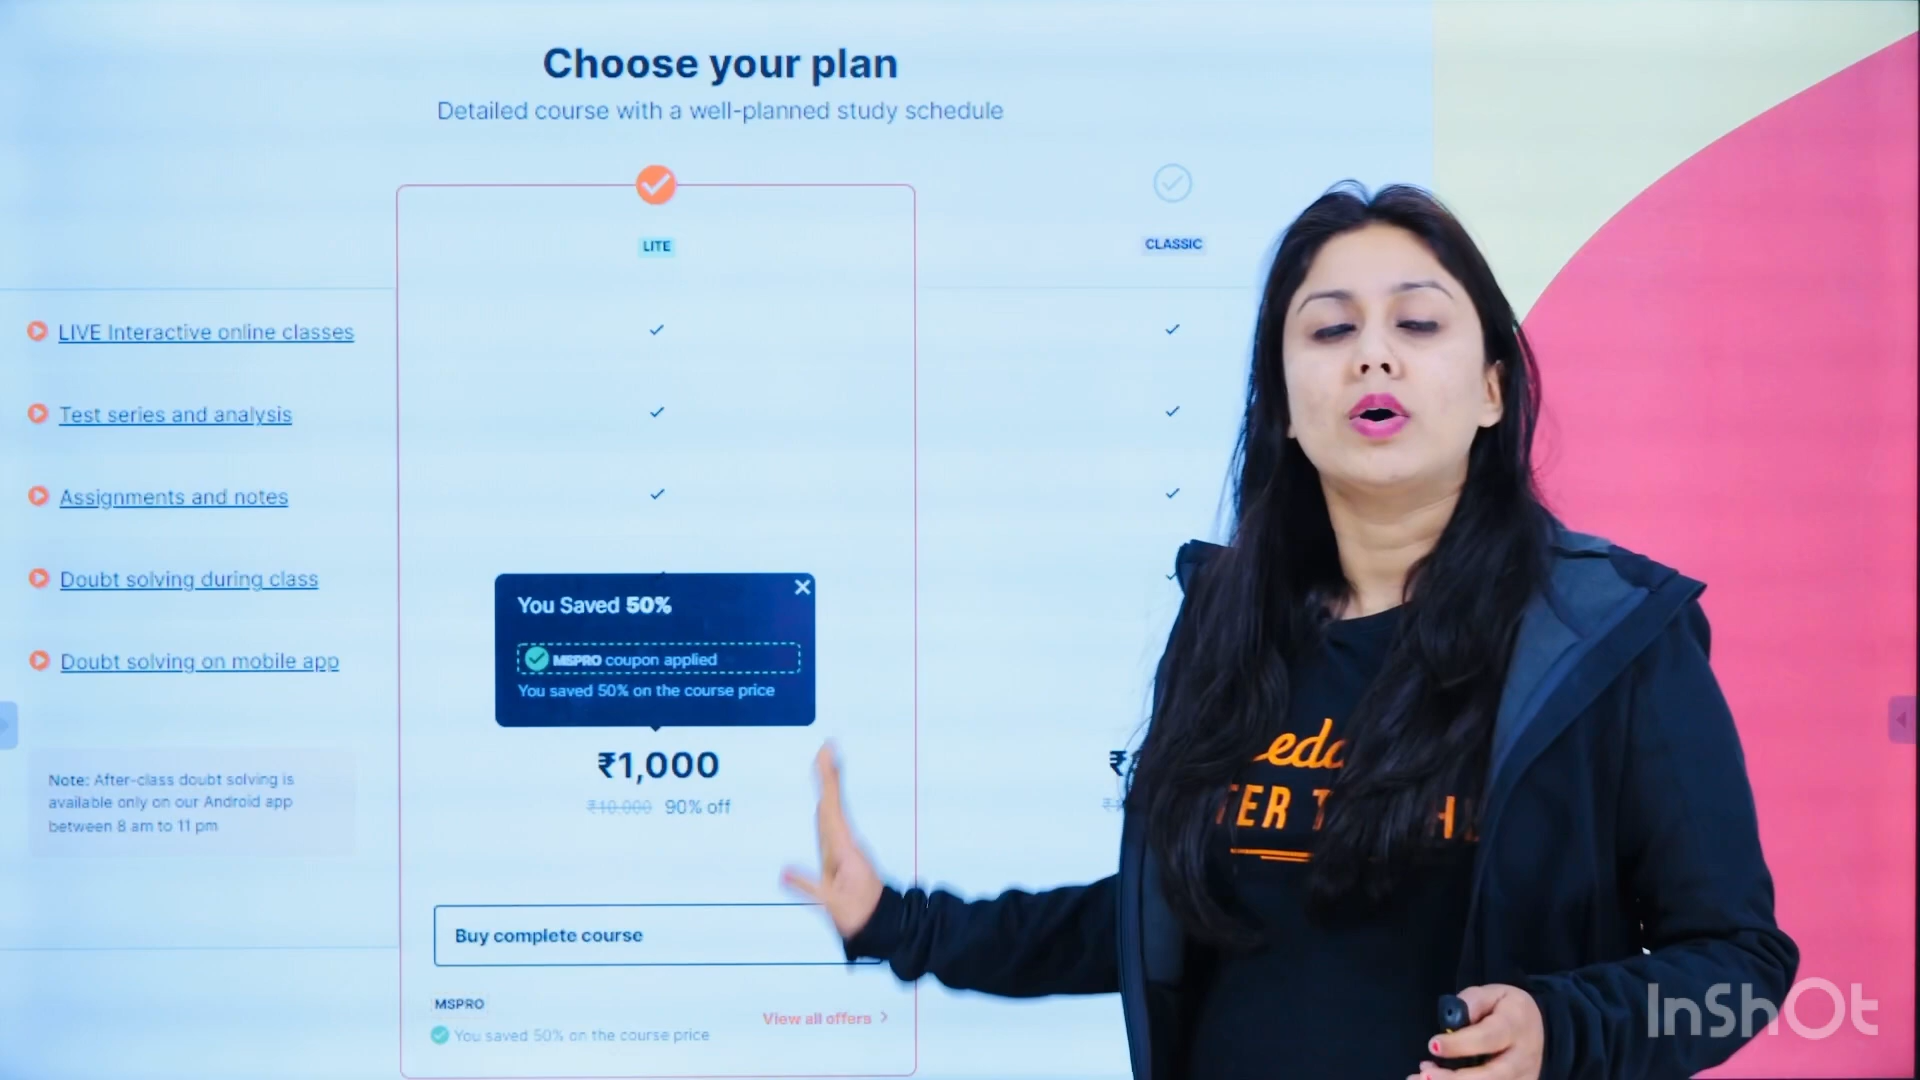 Choose your plan
Detailed course with a well-planned study schedule
LITE
CLASSIC
LIVE Interactive online classes
Test series and analysis
Assignments and notes
Doubt solving during class
Doubt solving on mobile app
You Saved 50%
MSPRO coupon applied
You saved 50% on the course price
₹1,000
₹10,000 90% off
Note: After-class doubt solving is
available only on our Android app
between 8 am to 11 pm
Buy complete course
MSPRO
You saved 50% on the course price
View all offers
InShOt